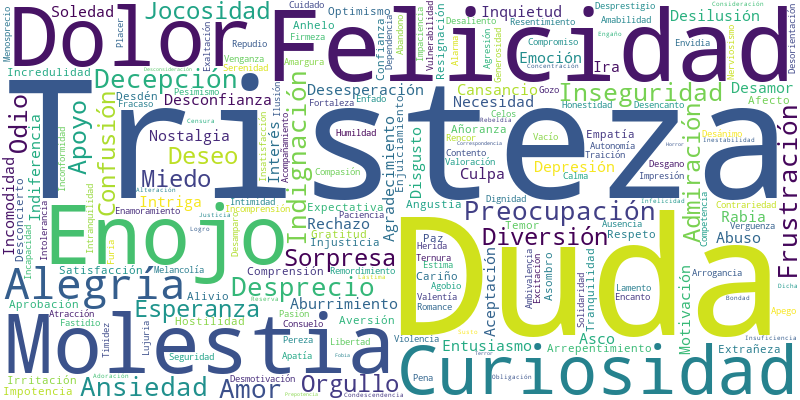 Soledad
Dolor
Felicidad
Jocosidad
Inquietud
Desilusión
Tristeza
Duda
Enojo
Molestia
Curiosidad
Alegría
Menosprecio
Placer
Repudio
Venganza
Serenidad
Exaltación
Cuidado
Optimismo
Anhelo
Firmeza
Amargura
Confianza
Dependencia
Abandono
Impaciencia
Vulnerabilidad
Resignación
Desaliento
Resentimiento
Alarma
Agresión
Generosidad
Compromiso
Emoción
Concentración
Desprestigio
Amabilidad
Engaño
Envidia
Ira
Nerviosismo
Consideración
Desorientación
Incredulidad
Decepción
Desconsideración
Pesimismo
Desesperación
Cansancio
Gozo
Inseguridad
Desamor
Afecto
Odio
Desdén
Fracaso
Desconfianza
Ilusión
Fortaleza
Enfado
Necesidad
Celos
Rebeldía
Honestidad
Desencanto
Apoyo
Indiferencia
Inconformidad
Confusión
Censura
Nostalgia
Insatisfacción
Interés
Acompañamiento
Humildad
Añoranza
Rencor
Vacío
Empatía
Autonomía
Traición
Desánimo
Inestabilidad
Horror
Correspondencia
Deseo
Indignación
Compasión
Agradecimiento
Enjuiciamiento
Disgusto
Contento
Valoración
Depresión
Calma
Desgano
Impresión
Admiración
Frustración
Miedo
Alteración
Culpa
Infelicidad
Contrariedad
Incomodidad
Desconcierto
Incapacidad
Intolerancia
Intranquilidad
Enamoramiento
Intriga
Furia
Justicia
Logro
Intimidad
Incomprensión
Desamparo
Expectativa
Paciencia
Gratitud
Rechazo
Injusticia
Angustia
Dignidad
Preocupación
Temor
Ausencia
Respeto
Competencia
Rabia
Verguenza
Abuso
Sorpresa
Diversión
Paz
Herida
Ternura
Estima
Cariño
Agobio
Valentía
Romance
Aceptación
Ambivalencia
Excitación
Asombro
Solidaridad
Tranquilidad
Lamento
Encanto
Motivación
Arrogancia
Bondad
Dicha
Apego
Satisfacción
Melancolía
Comprensión
Remordimiento
Lástima
Aprobación
Alivio
Desprecio
Esperanza
Reserva
Aburrimiento
Atracción
Fastidio
Timidez
Lujuria
Hostilidad
Pasión
Consuelo
Aversión
Violencia
Entusiasmo
Susto
Terror
Asco
Arrepentimiento
Extrañeza
Insuficiencia
Seguridad
Pereza
Libertad
Apatía
Fobia
Irritación
Impotencia
Adoración
Ansiedad
Amor
Desmotivación
Orgullo
Prepotencia
Condescendencia
Pena
Obligación